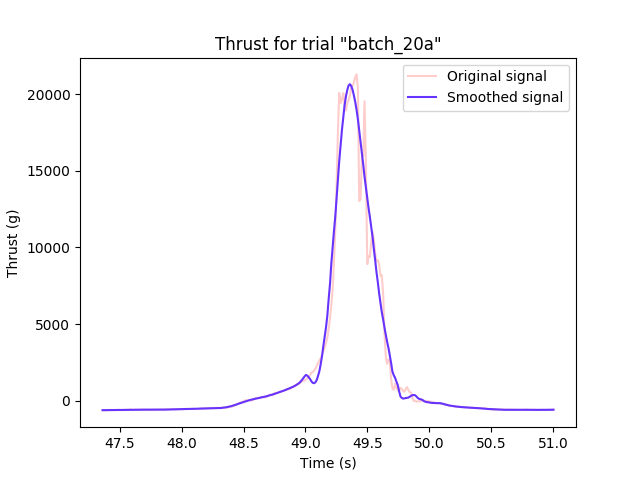 Thrust for trial "batch_20a"
Original signal
Smoothed signal
20000
15000
10000
5000
0
Thrust (g)
47.5 48.0 48.5 49.0 49.5 50.0 50.5 51.0
Time (s)